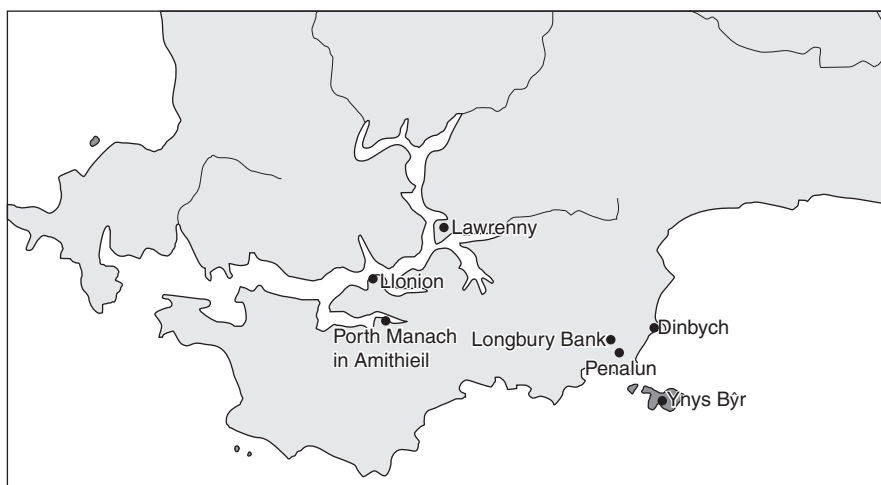 Lawrenny
Llonion
Porth Manach
in Amithieil
Longbury Bank
Dinbych
Penalun
Ynys Bŷr